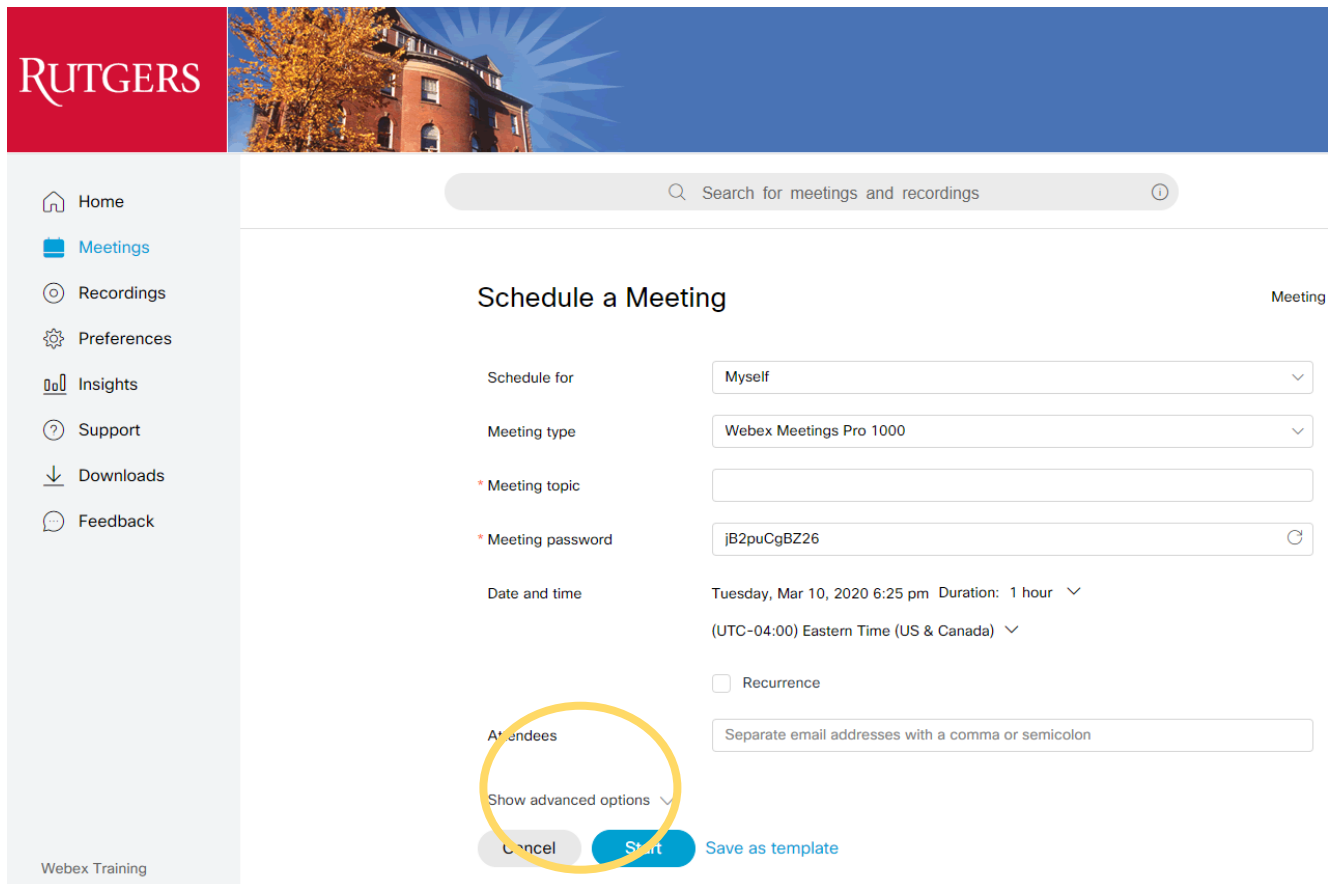 RUTGERS
Home
Meetings
Recordings
Preferences
Insights
Support
Downloads
Feedback
Webex Training
Search for meetings and recordings
Schedule a Meeting
Meeting
Schedule for Myself
Meeting type Webex Meetings Pro 1000
* Meeting topic
* Meeting password jB2puCgBZ26
Date and time Tuesday, Mar 10, 2020 6:25 pm Duration: 1 hour
(UTC-04:00) Eastern Time (US & Canada)
Recurrence
Attendees Separate email addresses with a comma or semicolon
Show advanced options
Cancel Start Save as template